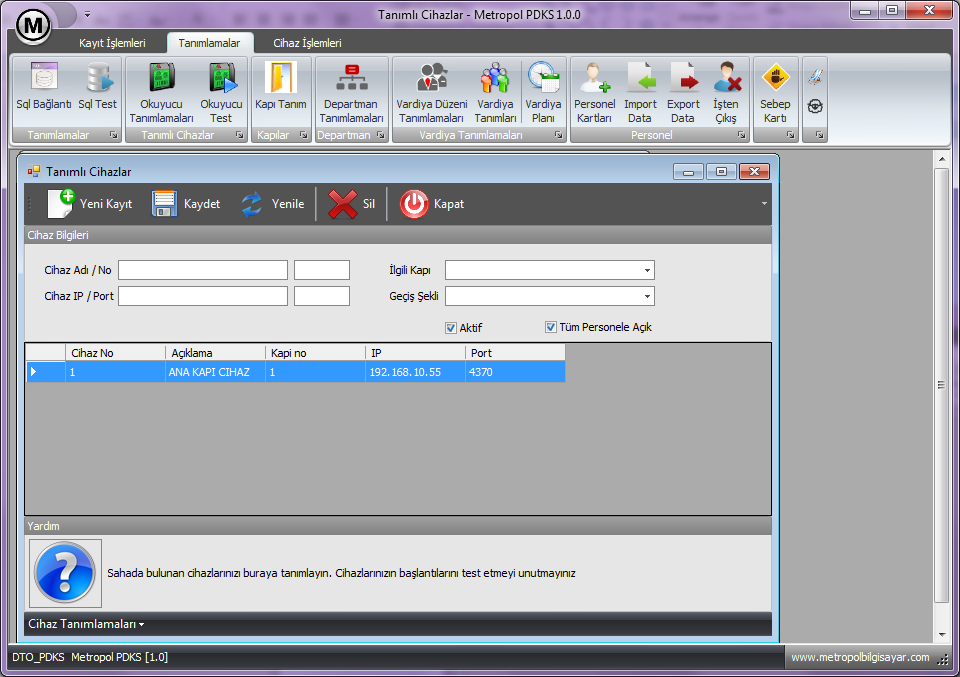 Tanımlı Cihazlar - Metropol PDKS 1.0.0
M
Kayıt İşlemleri Tanımlamalar Cihaz İşlemleri
Sql Bağlantı Sql Test Okuyucu Tanımlamaları Okuyucu Test Kapı Tanım Departman Tanımlamaları Vardiya Düzeni Tanımlamaları Vardiya Tanımları Vardiya Planı Personel Kartları Import Data Export Data İşten Çıkış Sebep Kartı
Tanımlamalar Tanımlı Cihazlar Kapılar Departman Vardiya Tanımlamaları Personel
Tanımlı Cihazlar
Yeni Kayıt Kaydet Yenile Sil Kapat
Cihaz Bilgileri
Cihaz Adı / No İlgili Kapı
Cihaz IP / Port Geçiş Şekli
Aktif Tüm Personele Açık
Cihaz No Açıklama Kapi no IP Port
1 ANA KAPI CIHAZ 1 192.168.10.55 4370
Yardım
?
Sahada bulunan cihazlarınızı buraya tanımlayın. Cihazlarınızın başlantılarını test etmeyi unutmayınız
Cihaz Tanımlamaları
DTO_PDKS Metropol PDKS [1.0] www.metropolbilgisayar.com